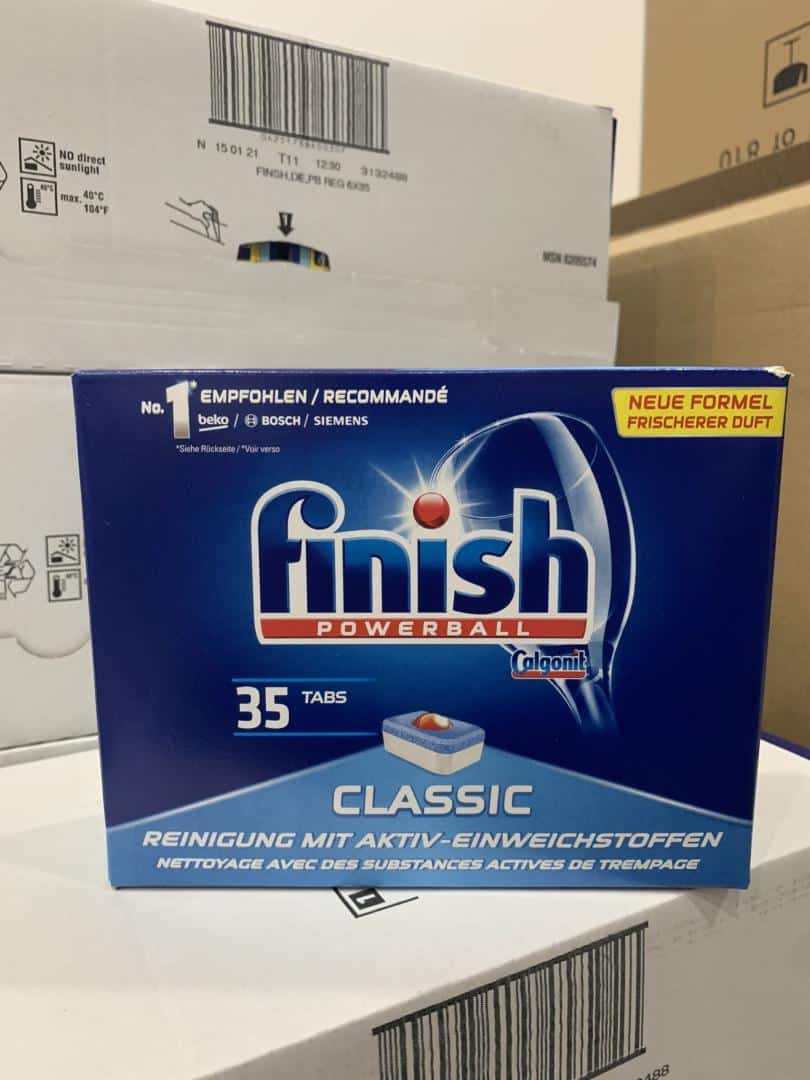 NO direct
sunlight
max. 40°C
104°F
N 15 01 21 T11 12:30 3132488
FINISH,DE,PB REG 6X35
No. 1* EMPFOHLEN / RECOMMANDÉ
beko / BOSCH / SIEMENS
*Siehe Rückseite / *Voir verso
NEUE FORMEL
FRISCHERER DUFT
finish
POWERBALL
Calgonit
35 TABS
CLASSIC
REINIGUNG MIT AKTIV-EINWEICHSTOFFEN
NETTOYAGE AVEC DES SUBSTANCES ACTIVES DE TREMPAGE